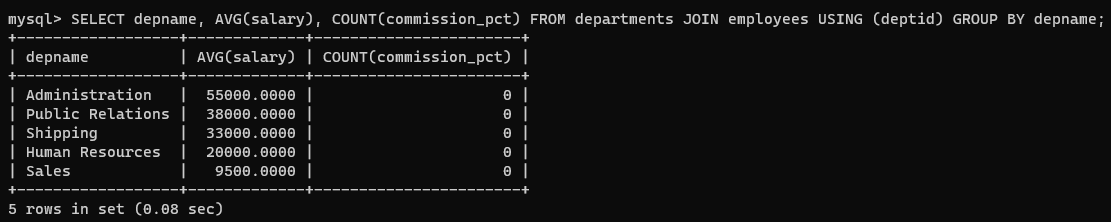 mysql> SELECT depname, AVG(salary), COUNT(commission_pct) FROM departments JOIN employees USING (deptid) GROUP BY depname;
+------------------+-------------+-----------------------+
| depname          | AVG(salary) | COUNT(commission_pct) |
+------------------+-------------+-----------------------+
| Administration   |  55000.0000 |                     0 |
| Public Relations |  38000.0000 |                     0 |
| Shipping         |  33000.0000 |                     0 |
| Human Resources  |  20000.0000 |                     0 |
| Sales            |   9500.0000 |                     0 |
+------------------+-------------+-----------------------+
5 rows in set (0.08 sec)